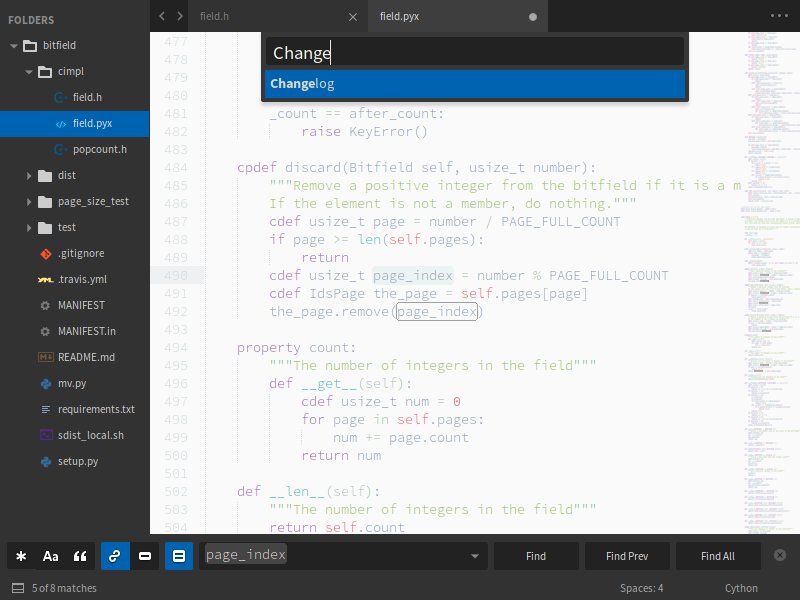 FOLDERS
bitfield
cimpl
field.h
field.pyx
popcount.h
dist
page_size_test
test
.gitignore
.travis.yml
MANIFEST
MANIFEST.in
README.md
mv.py
requirements.txt
sdist_local.sh
setup.py
field.h
field.pyx
Change
Changelog
477
478
479
480
481 _count == after_count:
482 raise KeyError()
483
484 cpdef discard(Bitfield self, usize_t number):
485 """Remove a positive integer from the bitfield if it is a m
486 If the element is not a member, do nothing."""
487 cdef usize_t page = number / PAGE_FULL_COUNT
488 if page >= len(self.pages):
489 return
490 cdef usize_t page_index = number % PAGE_FULL_COUNT
491 cdef IdsPage the_page = self.pages[page]
492 the_page.remove(page_index)
493
494 property count:
495 """The number of integers in the field"""
496 def __get__(self):
497 cdef usize_t num = 0
498 for page in self.pages:
499 num += page.count
500 return num
501
502 def __len__(self):
503 """The number of integers in the field"""
504 return self.count
Aa
page_index
Find
Find Prev
Find All
5 of 8 matches
Spaces: 4
Cython